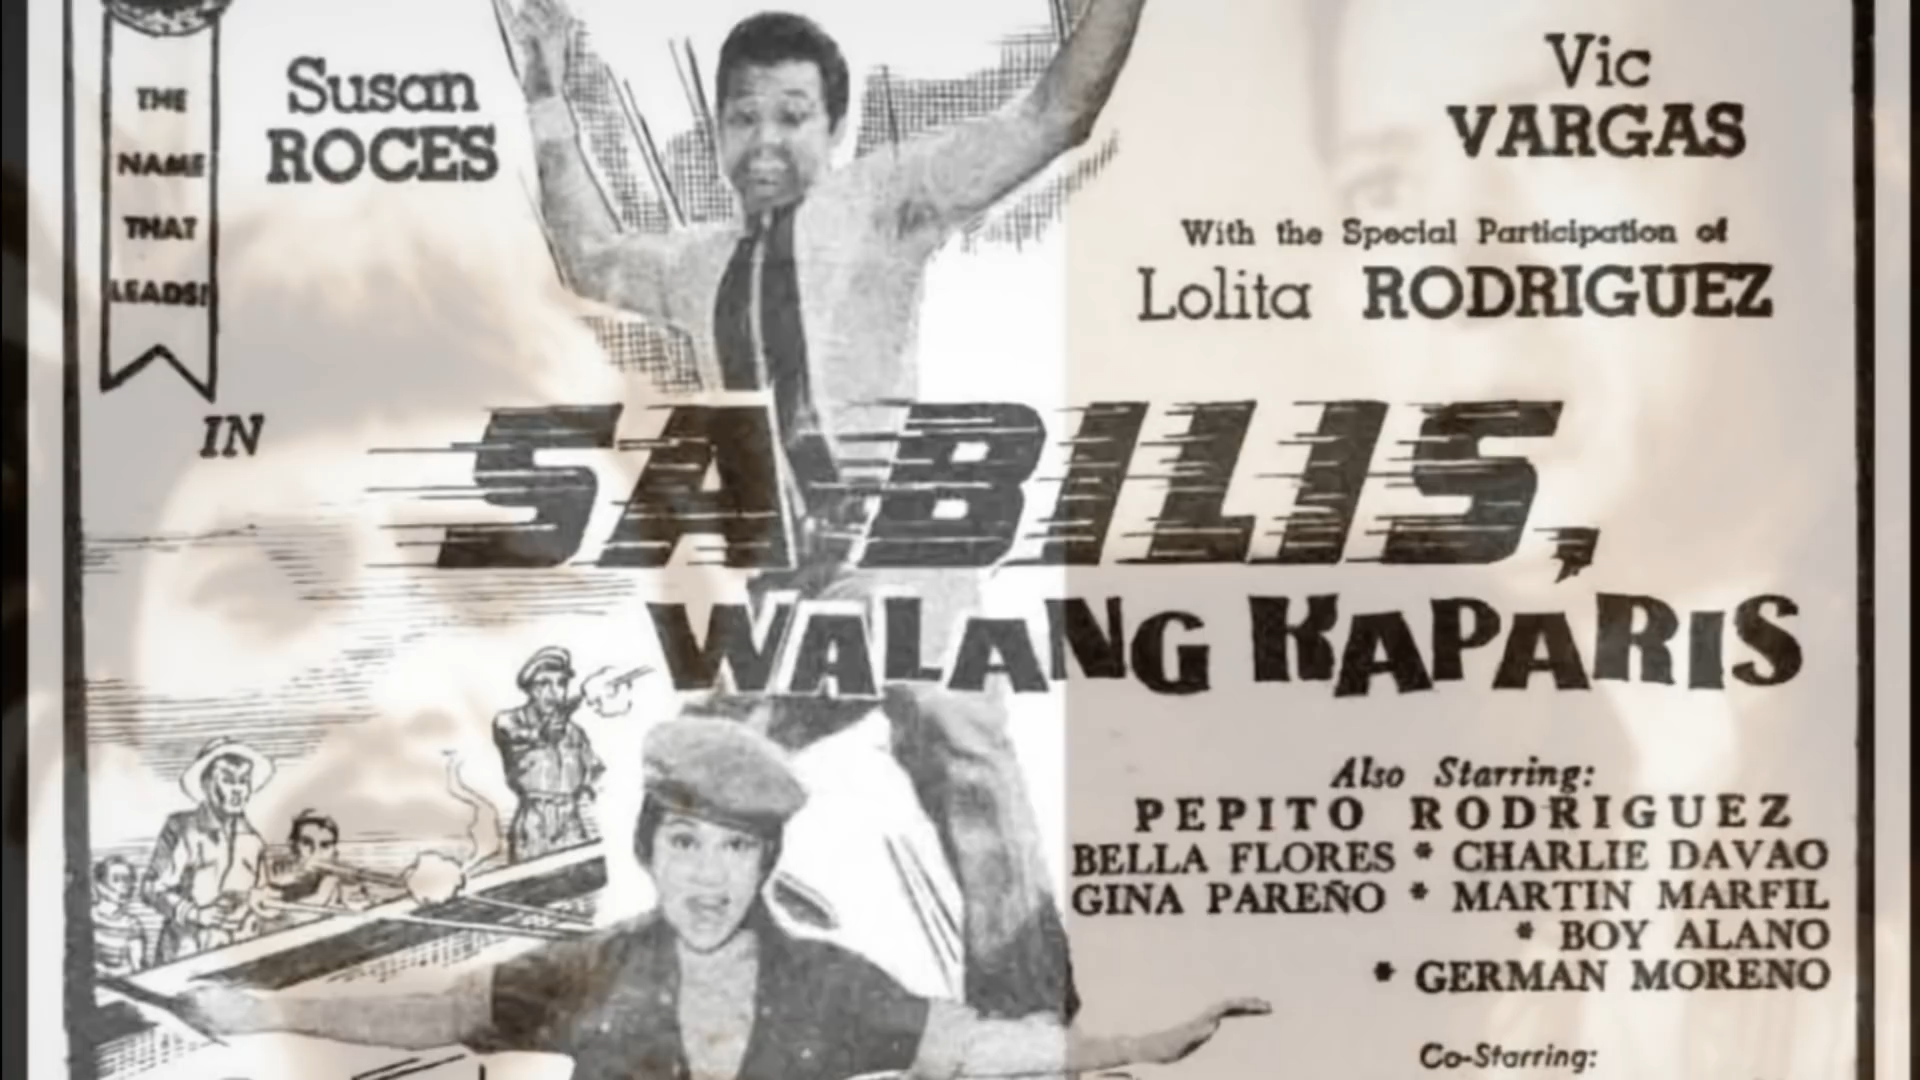 THE
NAME
THAT
LEADS!
Susan
ROCES
Vic
VARGAS
With the Special Participation of
Lolita RODRIGUEZ
IN
SA BILIS,
WALANG KAPARIS
Also Starring:
PEPITO RODRIGUEZ
BELLA FLORES * CHARLIE DAVAO
GINA PAREÑO * MARTIN MARFIL
* BOY ALANO
* GERMAN MORENO
Co-Starring: